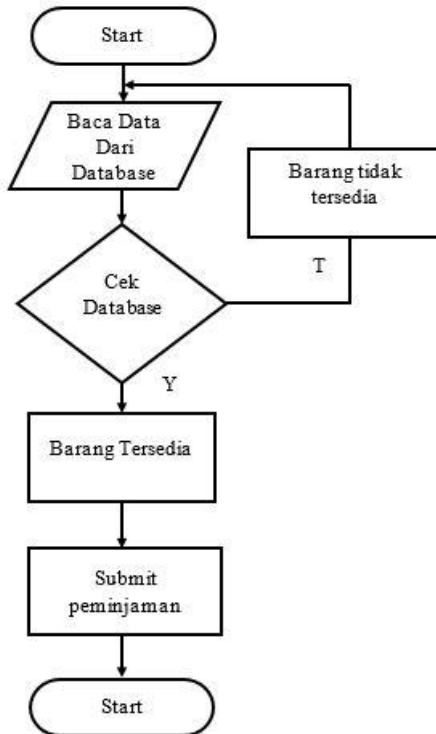 Start
Baca Data
Dari
Database
Barang tidak
tersedia
Cek
Database
T
Y
Barang Tersedia
Submit
peminjaman
Start